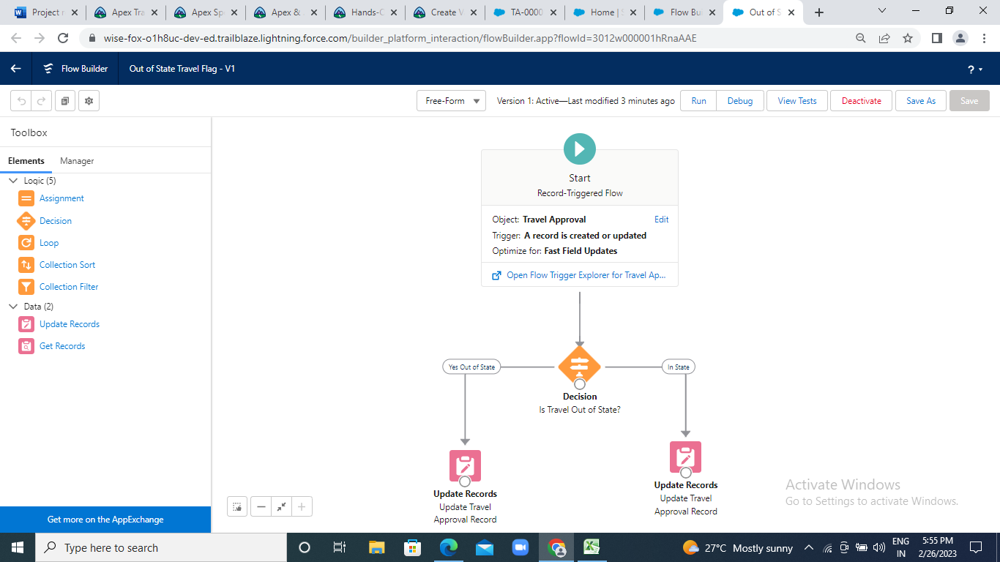 Project r
Apex Tra
Apex Sp
Apex &
Hands-C
Create V
TA-0000
Home | S
Flow Bu
Out of S
wise-fox-o1h8uc-dev-ed.trailblaze.lightning.force.com/builder_platform_interaction/flowBuilder.app?flowId=3012w000001hRnaAAE
Flow Builder
Out of State Travel Flag - V1
?
Free-Form
Version 1: Active—Last modified 3 minutes ago
Run
Debug
View Tests
Deactivate
Save As
Save
Toolbox
Elements
Manager
Logic (5)
Assignment
Decision
Loop
Collection Sort
Collection Filter
Data (2)
Update Records
Get Records
Get more on the AppExchange
Start
Record-Triggered Flow
Object: Travel Approval
Edit
Trigger: A record is created or updated
Optimize for: Fast Field Updates
Open Flow Trigger Explorer for Travel Ap...
Yes Out of State
In State
Decision
Is Travel Out of State?
Update Records
Update Travel
Approval Record
Update Records
Update Travel
Approval Record
Activate Windows
Go to Settings to activate Windows.
Type here to search
27°C Mostly sunny
ENG
IN
5:55 PM
2/26/2023